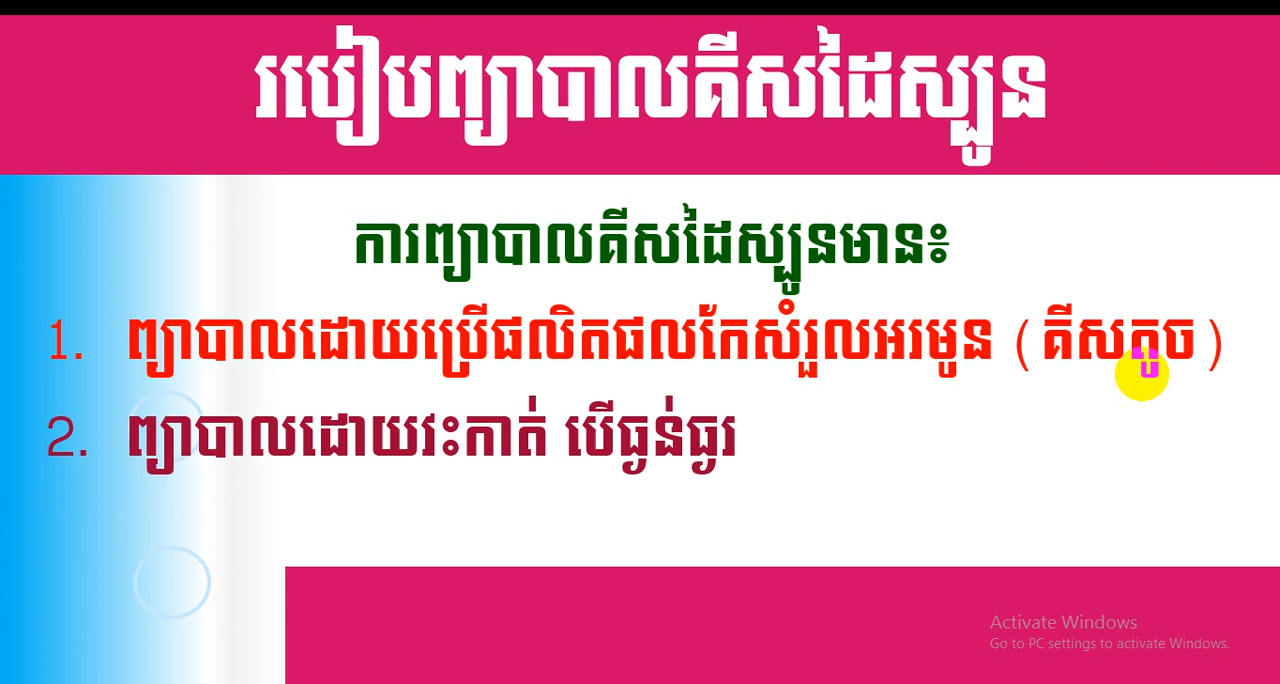 របៀបព្យាបាលគីសដៃស្បូន
ការព្យាបាលគីសដៃស្បូនមាន៖
1. ព្យាបាលដោយប្រើផលិតផលកែសំរួលអរមូន (គីសតូច)
2. ព្យាបាលដោយវះកាត់ បើធ្ងន់ធ្ងរ
Activate Windows
Go to PC settings to activate Windows.